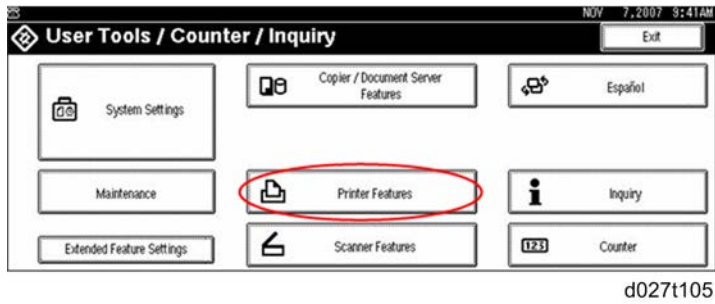 NOV 7,2007 9:41AM
User Tools / Counter / Inquiry
Exit
System Settings
Copier / Document Server
Features
Español
Maintenance
Printer Features
Inquiry
Extended Feature Settings
Scanner Features
123
Counter
d027t105